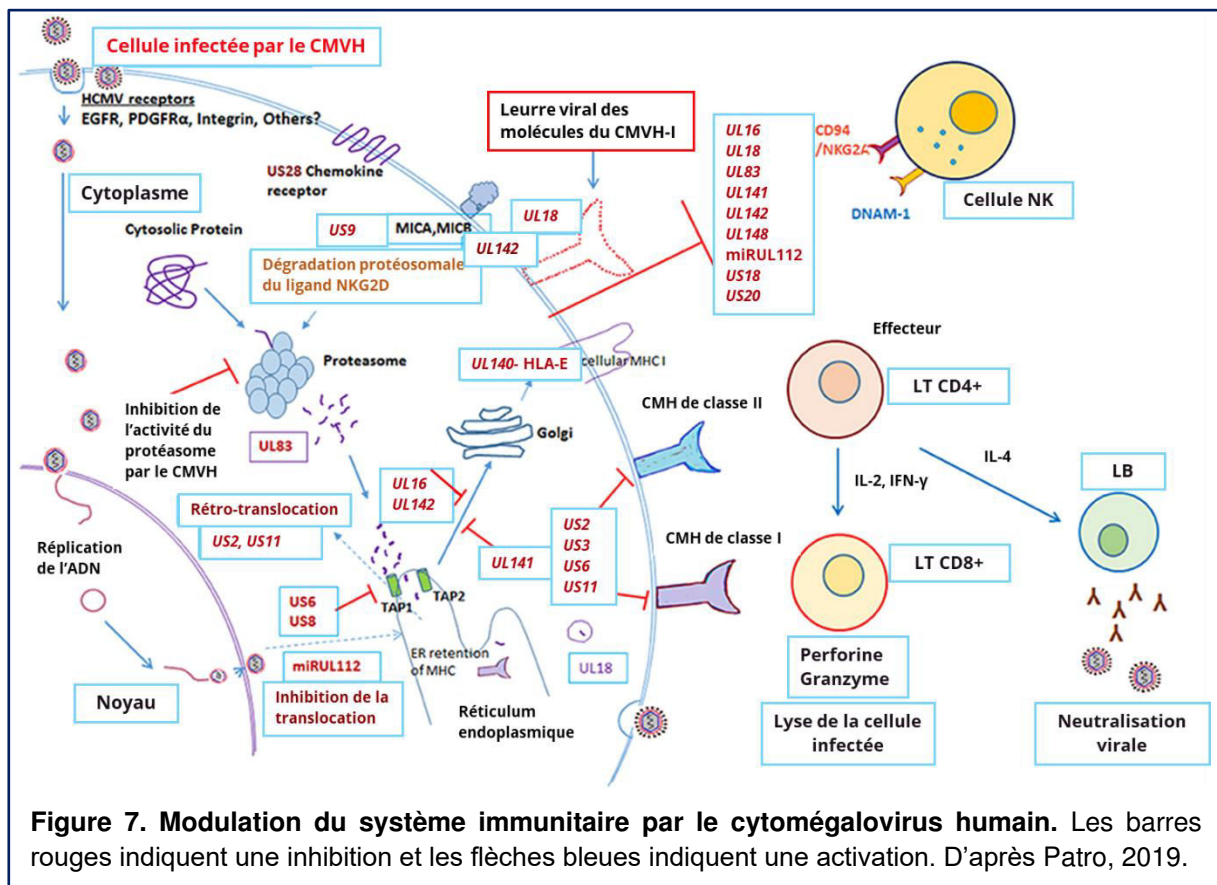 Cellule infectée par le CMVH
HCMV receptors
EGFR, PDGFRα, Integrin, Others?
Cytoplasme
US28 Chemokine
receptor
Cytosolic Protein
US9
MICA,MICB
UL142
UL18
Dégradation protéosomale
du ligand NKG2D
Leurre viral des
molécules du CMVH-I
UL16
UL18
UL83
UL141
UL142
UL148
miRUL112
US18
US20
CD94
/NKG2A
DNAM-1
Cellule NK
Proteasome
UL140- HLA-E
cellular MHC I
Inhibition de
l'activité du
protéasome
par le CMVH
UL83
Golgi
CMH de classe II
Effecteur
LT CD4+
IL-2, IFN-γ
IL-4
LB
Rétro-translocation
US2, US11
UL16
UL142
UL141
US2
US3
US6
US11
CMH de classe I
LT CD8+
Réplication
de l'ADN
US6
US8
TAP1
TAP2
miRUL112
Inhibition de la
translocation
ER retention
of MHC
UL18
Noyau
Réticulum
endoplasmique
Perforine
Granzyme
Lyse de la cellule
infectée
Neutralisation
virale
Figure 7. Modulation du système immunitaire par le cytomégalovirus humain. Les barres
rouges indiquent une inhibition et les flèches bleues indiquent une activation. D'après Patro, 2019.